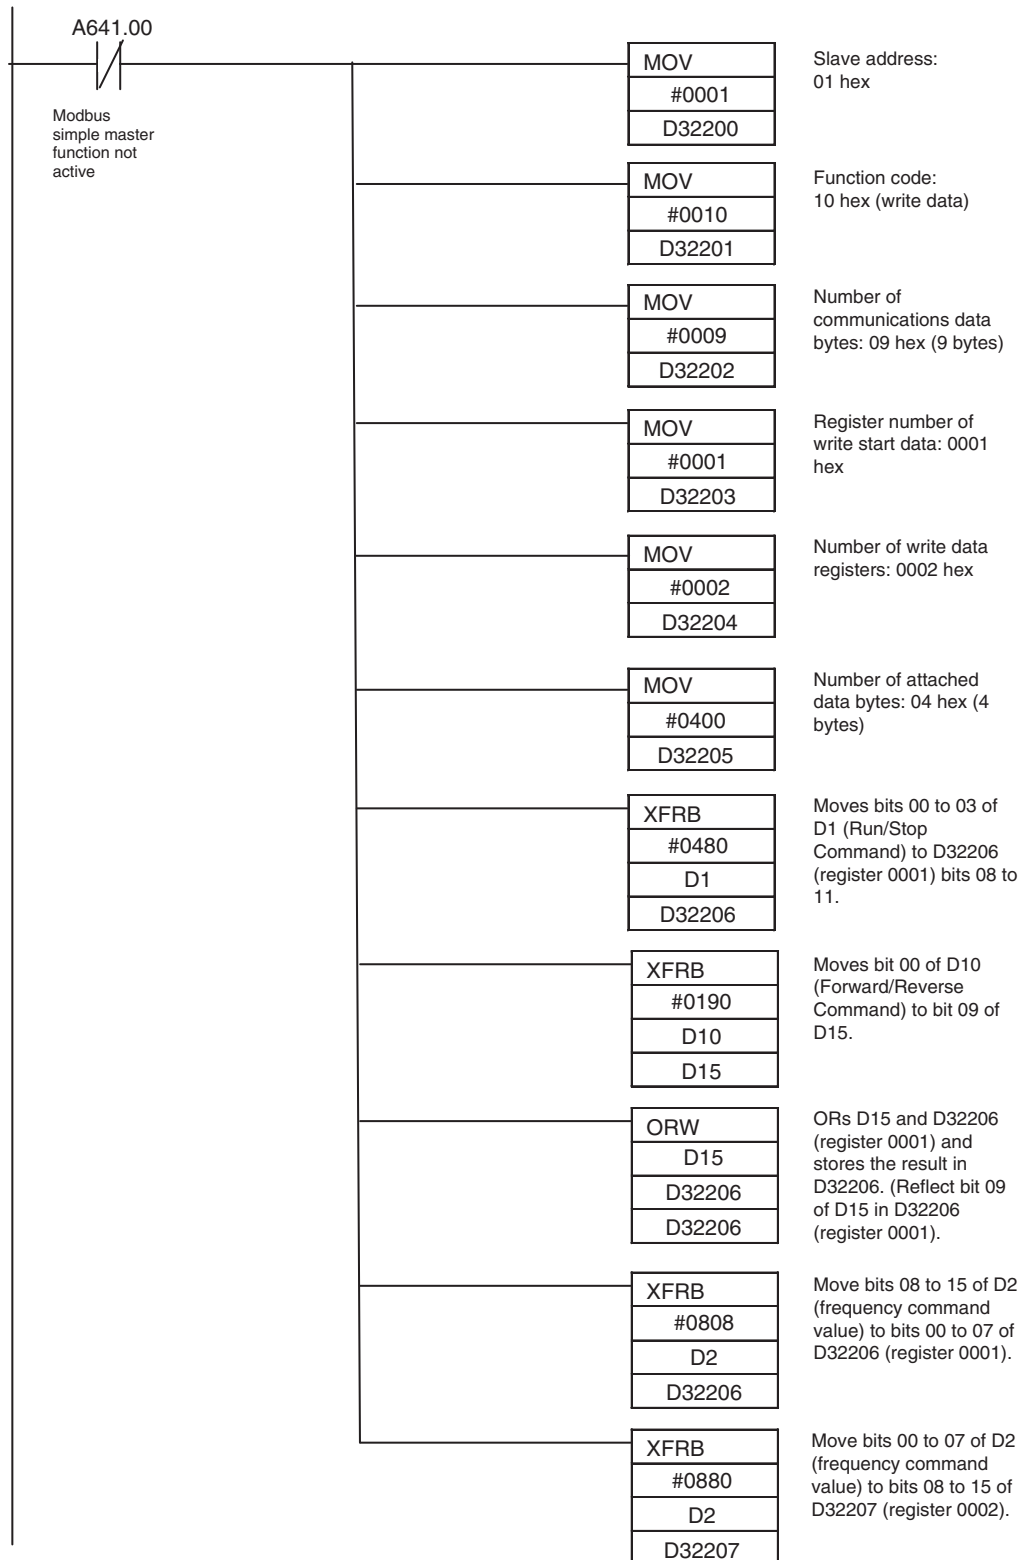 A641.00
Modbus
simple master
function not
active
MOV
#0001
D32200
Slave address:
01 hex
MOV
#0010
D32201
Function code:
10 hex (write data)
MOV
#0009
D32202
Number of
communications data
bytes: 09 hex (9 bytes)
MOV
#0001
D32203
Register number of
write start data: 0001
hex
MOV
#0002
D32204
Number of write data
registers: 0002 hex
MOV
#0400
D32205
Number of attached
data bytes: 04 hex (4
bytes)
XFRB
#0480
D1
D32206
Moves bits 00 to 03 of
D1 (Run/Stop
Command) to D32206
(register 0001) bits 08 to
11.
XFRB
#0190
D10
D15
Moves bit 00 of D10
(Forward/Reverse
Command) to bit 09 of
D15.
ORW
D15
D32206
D32206
ORs D15 and D32206
(register 0001) and
stores the result in
D32206. (Reflect bit 09
of D15 in D32206
(register 0001).
XFRB
#0808
D2
D32206
Move bits 08 to 15 of D2
(frequency command
value) to bits 00 to 07 of
D32206 (register 0001).
XFRB
#0880
D2
D32207
Move bits 00 to 07 of D2
(frequency command
value) to bits 08 to 15 of
D32207 (register 0002).